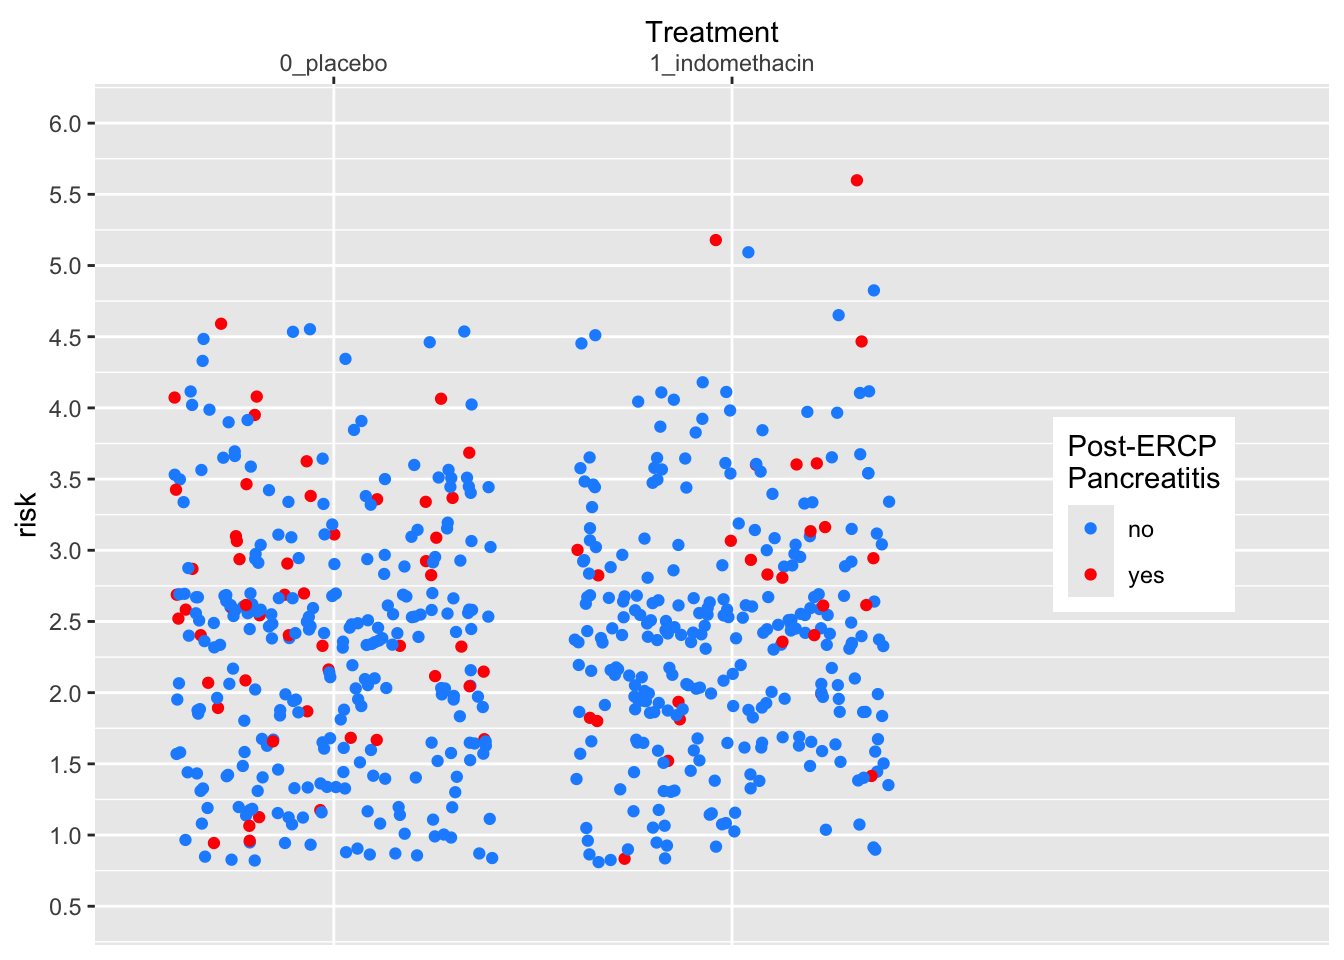 Treatment
0_placebo
1_indomethacin
6.0
5.5
5.0
4.5
4.0
3.5
3.0
2.5
2.0
1.5
1.0
0.5
risk
Post-ERCP
Pancreatitis
no
yes